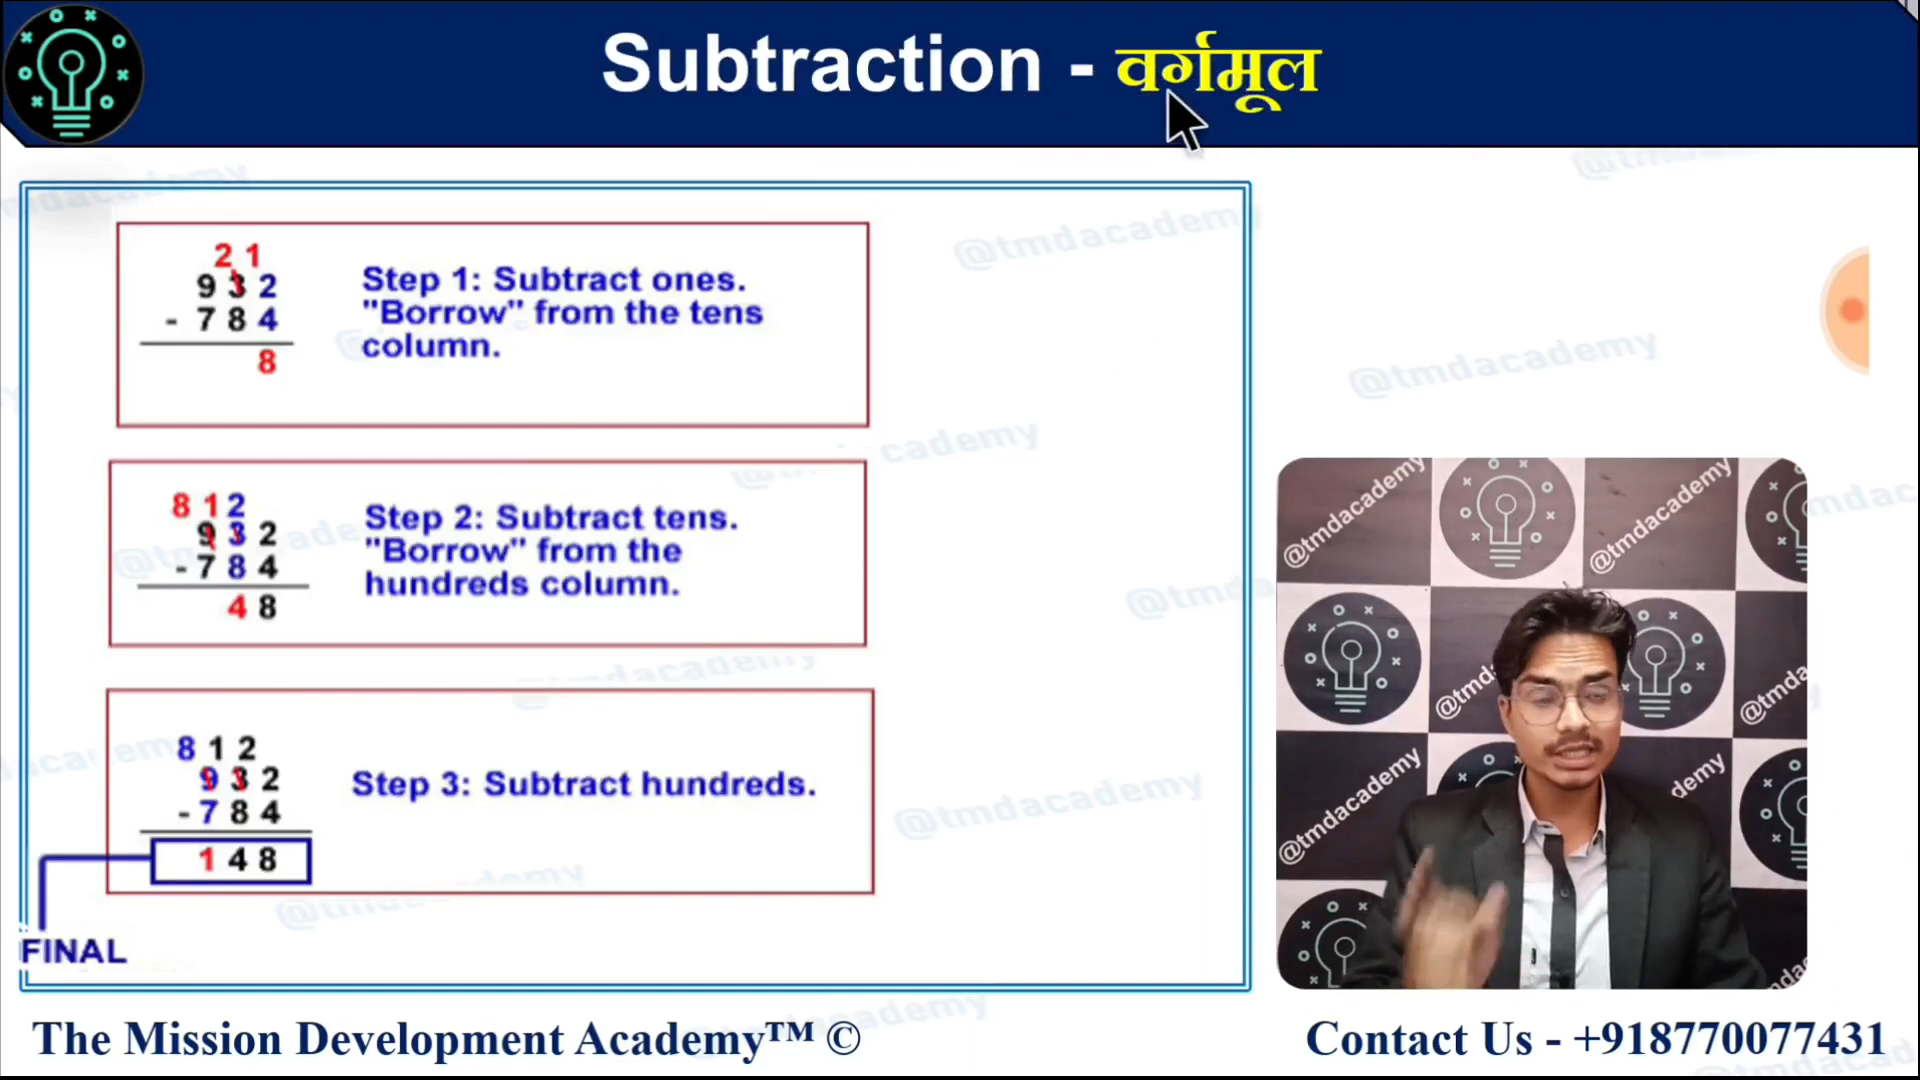 Subtraction - वर्गमूल
2 1
9 3 2
- 7 8 4
8
Step 1: Subtract ones.
"Borrow" from the tens
column.
8 1 2
9 3 2
- 7 8 4
4 8
Step 2: Subtract tens.
"Borrow" from the
hundreds column.
8 1 2
9 3 2
- 7 8 4
1 4 8
Step 3: Subtract hundreds.
FINAL
@tmdacademy
@tmdacademy
@tmdacademy
@tmdacademy
@tmdacademy
@tmdacademy
@tmdacademy
The Mission Development Academy™ ©
Contact Us - +918770077431